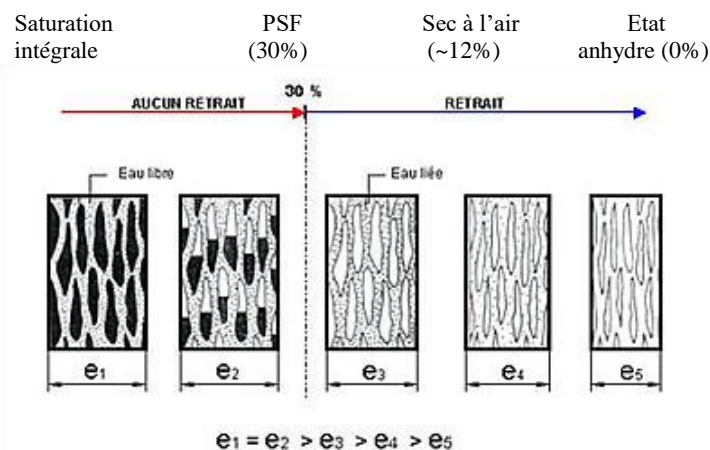 Saturation intégrale PSF (30%) Sec à l’air (~12%) Etat anhydre (0%)
30 %
AUCUN RETRAIT RETRAIT
Eau libre Eau liée
e1 e2 e3 e4 e5
e1 = e2 > e3 > e4 > e5